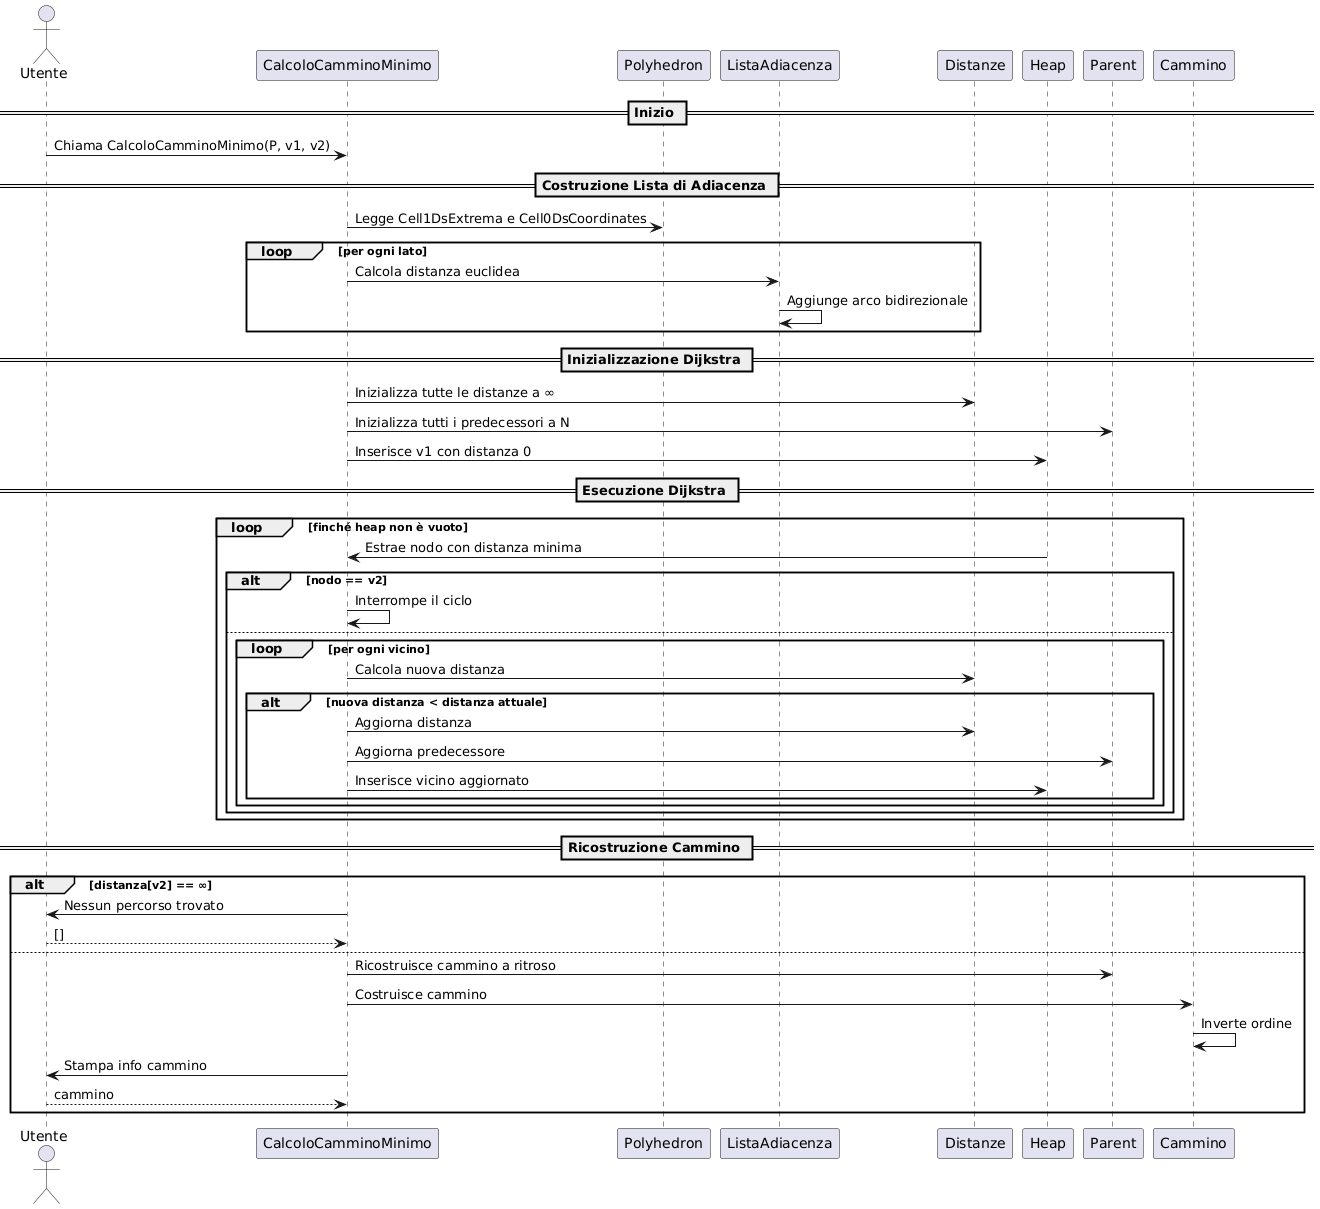 Utente
CalcoloCamminoMinimo
Polyhedron
ListaAdiacenza
Distanze
Heap
Parent
Cammino
Inizio
Chiama CalcoloCamminoMinimo(P, v1, v2)
Costruzione Lista di Adiacenza
Legge Cell1DsExtrema e Cell0DsCoordinates
loop [per ogni lato]
Calcola distanza euclidea
Aggiunge arco bidirezionale
Inizializzazione Dijkstra
Inizializza tutte le distanze a ∞
Inizializza tutti i predecessori a N
Inserisce v1 con distanza 0
Esecuzione Dijkstra
loop [finché heap non è vuoto]
Estrae nodo con distanza minima
alt [nodo == v2]
Interrompe il ciclo
loop [per ogni vicino]
Calcola nuova distanza
alt [nuova distanza < distanza attuale]
Aggiorna distanza
Aggiorna predecessore
Inserisce vicino aggiornato
Ricostruzione Cammino
alt [distanza[v2] == ∞]
Nessun percorso trovato
[]
Ricostruisce cammino a ritroso
Costruisce cammino
Inverte ordine
Stampa info cammino
cammino
Utente
CalcoloCamminoMinimo
Polyhedron
ListaAdiacenza
Distanze
Heap
Parent
Cammino